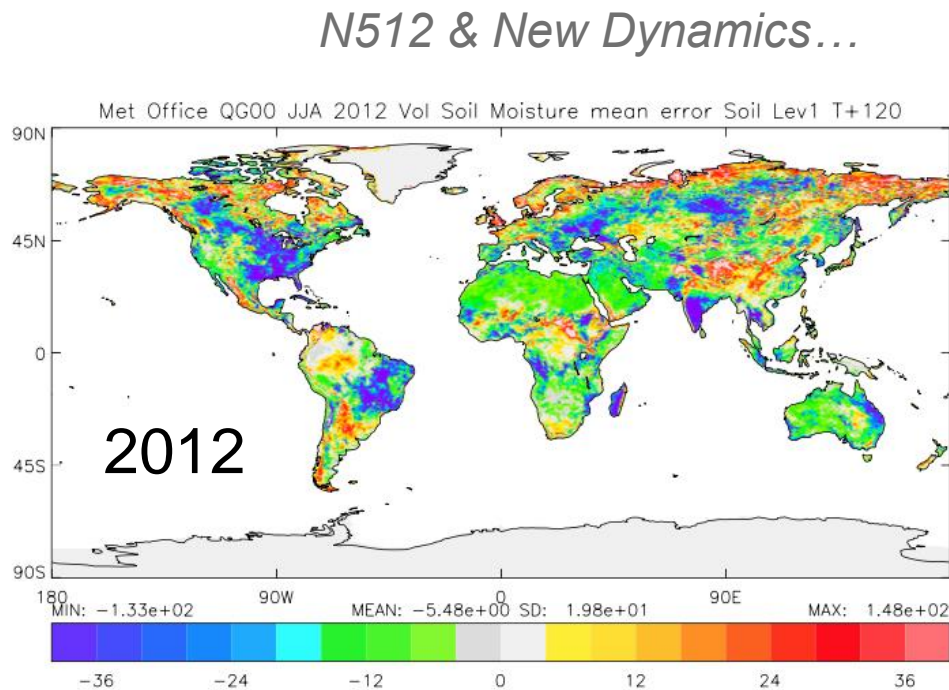 N512 & New Dynamics…
Met Office QG00 JJA 2012 Vol Soil Moisture mean error Soil Lev1 T+120
90N
45N
0
45S
90S
2012
180 90W 0 90E
MIN: −1.33e+02 MEAN: −5.48e+00 SD: 1.98e+01 MAX: 1.48e+02
−36 −24 −12 0 12 24 36